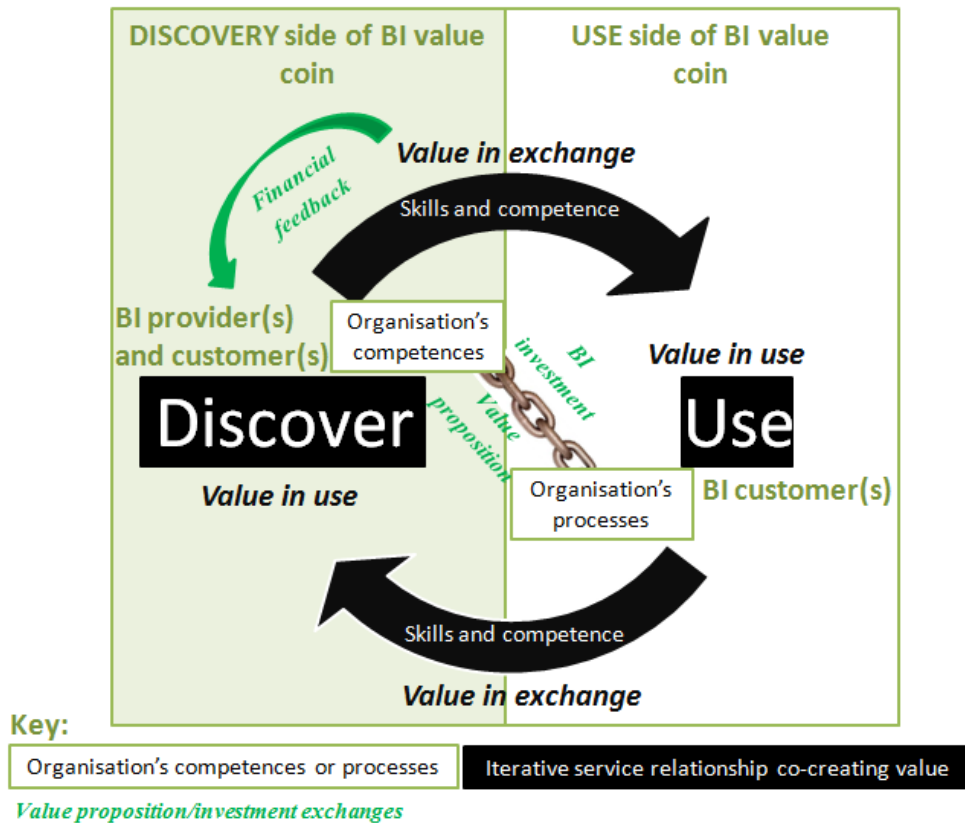 DISCOVERY side of BI value
coin
USE side of BI value
coin
Financial
feedback
Value in exchange
Skills and competence
BI provider(s)
and customer(s)
Organisation's
competences
BI
investment
Value
proposition
Value in use
Discover
Use
Value in use
Organisation's
processes
BI customer(s)
Skills and competence
Value in exchange
Key:
Organisation's competences or processes
Iterative service relationship co-creating value
Value proposition/investment exchanges